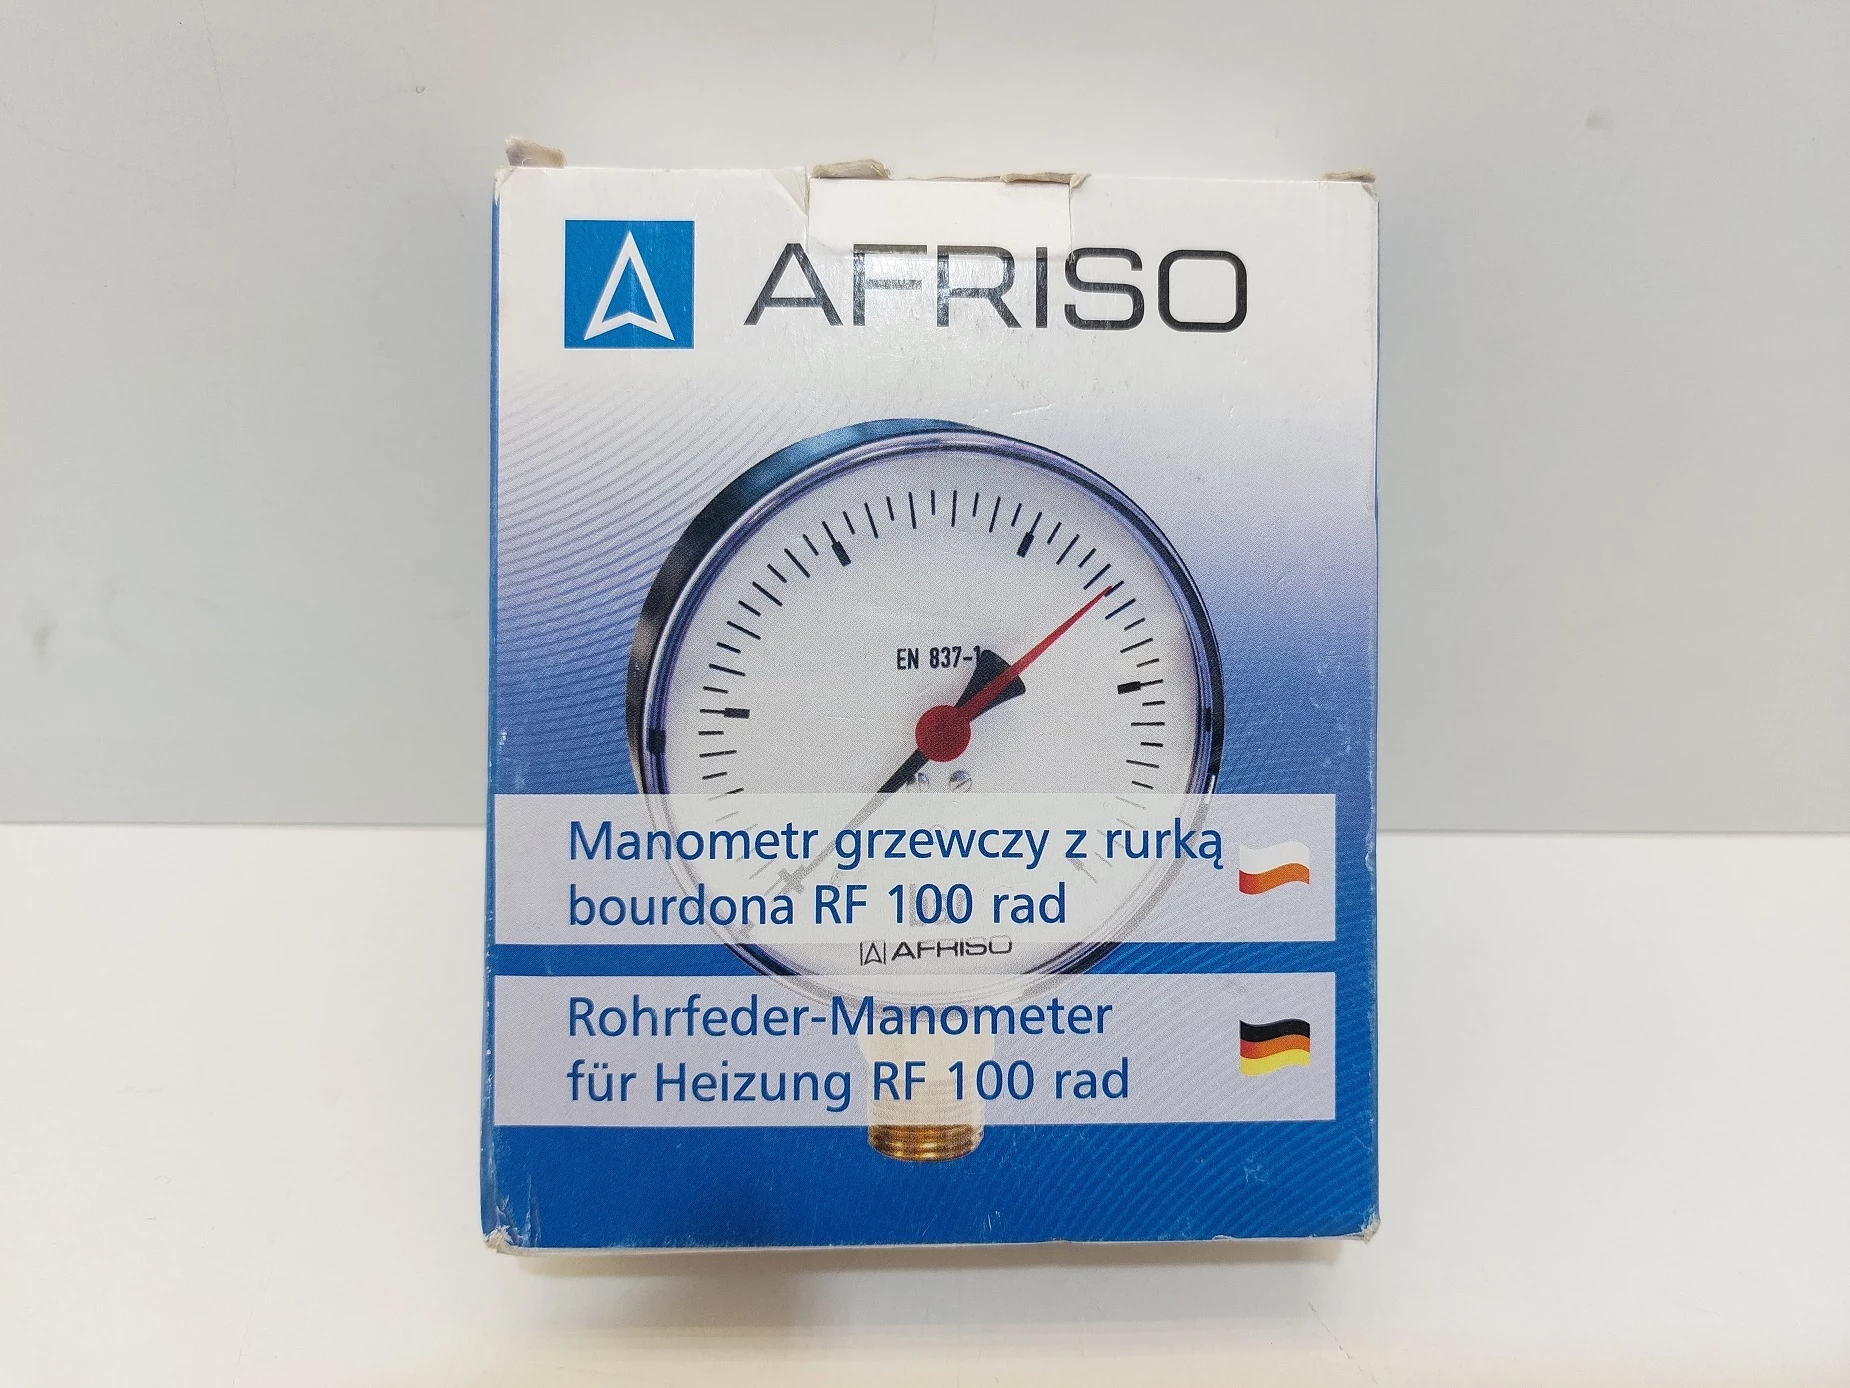 AFRISO
EN 837-1
Manometr grzewczy z rurką
bourdona RF 100 rad
AFRISO
Rohrfeder-Manometer
für Heizung RF 100 rad